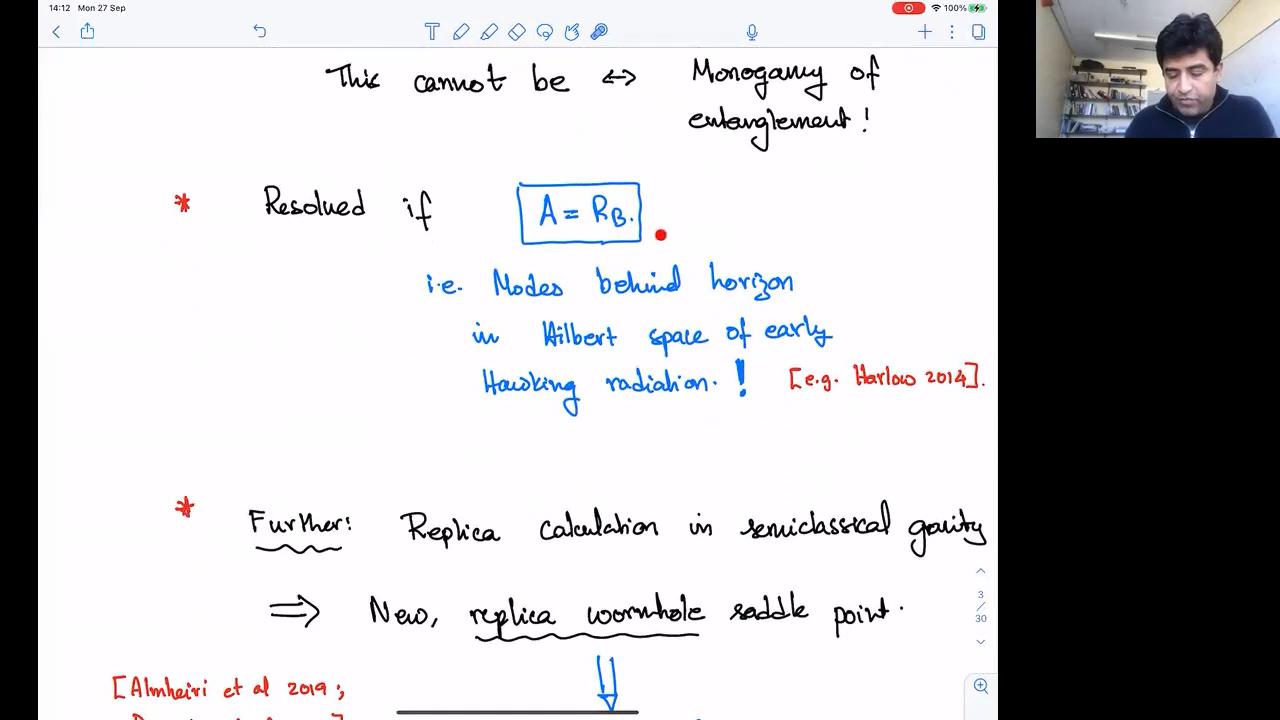 14:12 Mon 27 Sep
100%
This cannot be ↔ Monogamy of
entanglement!
* Resolved if A = R_B.
i.e. Modes behind horizon
in Hilbert space of early
Hawking radiation. ! [e.g. Harlow 2014].
* Further: Replica calculation in semiclassical gravity
⇒ New, replica wormhole saddle point.
[Almheiri et al 2019;
3
/
30